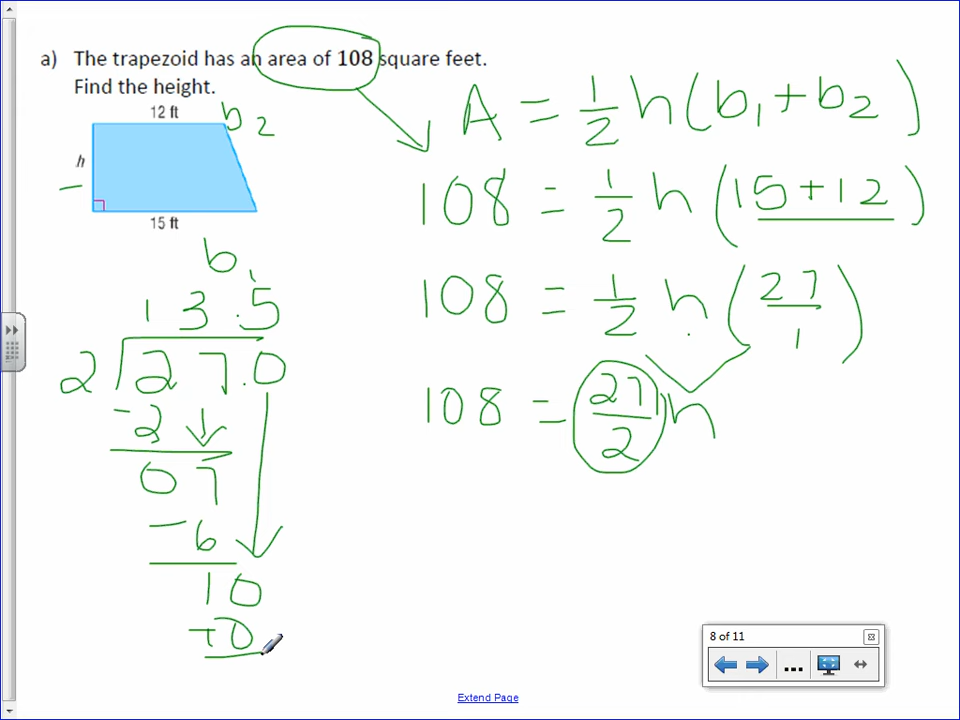 a) The trapezoid has an area of 108 square feet.
Find the height.
12 ft
b2
h
15 ft
b1
A = 1/2 h(b1 + b2)
108 = 1/2 h(15 + 12)
108 = 1/2 h(27/1)
108 = 27/2 h
13.5
2)27.0
-2
07
-6
10
-10
8 of 11
...
Extend Page